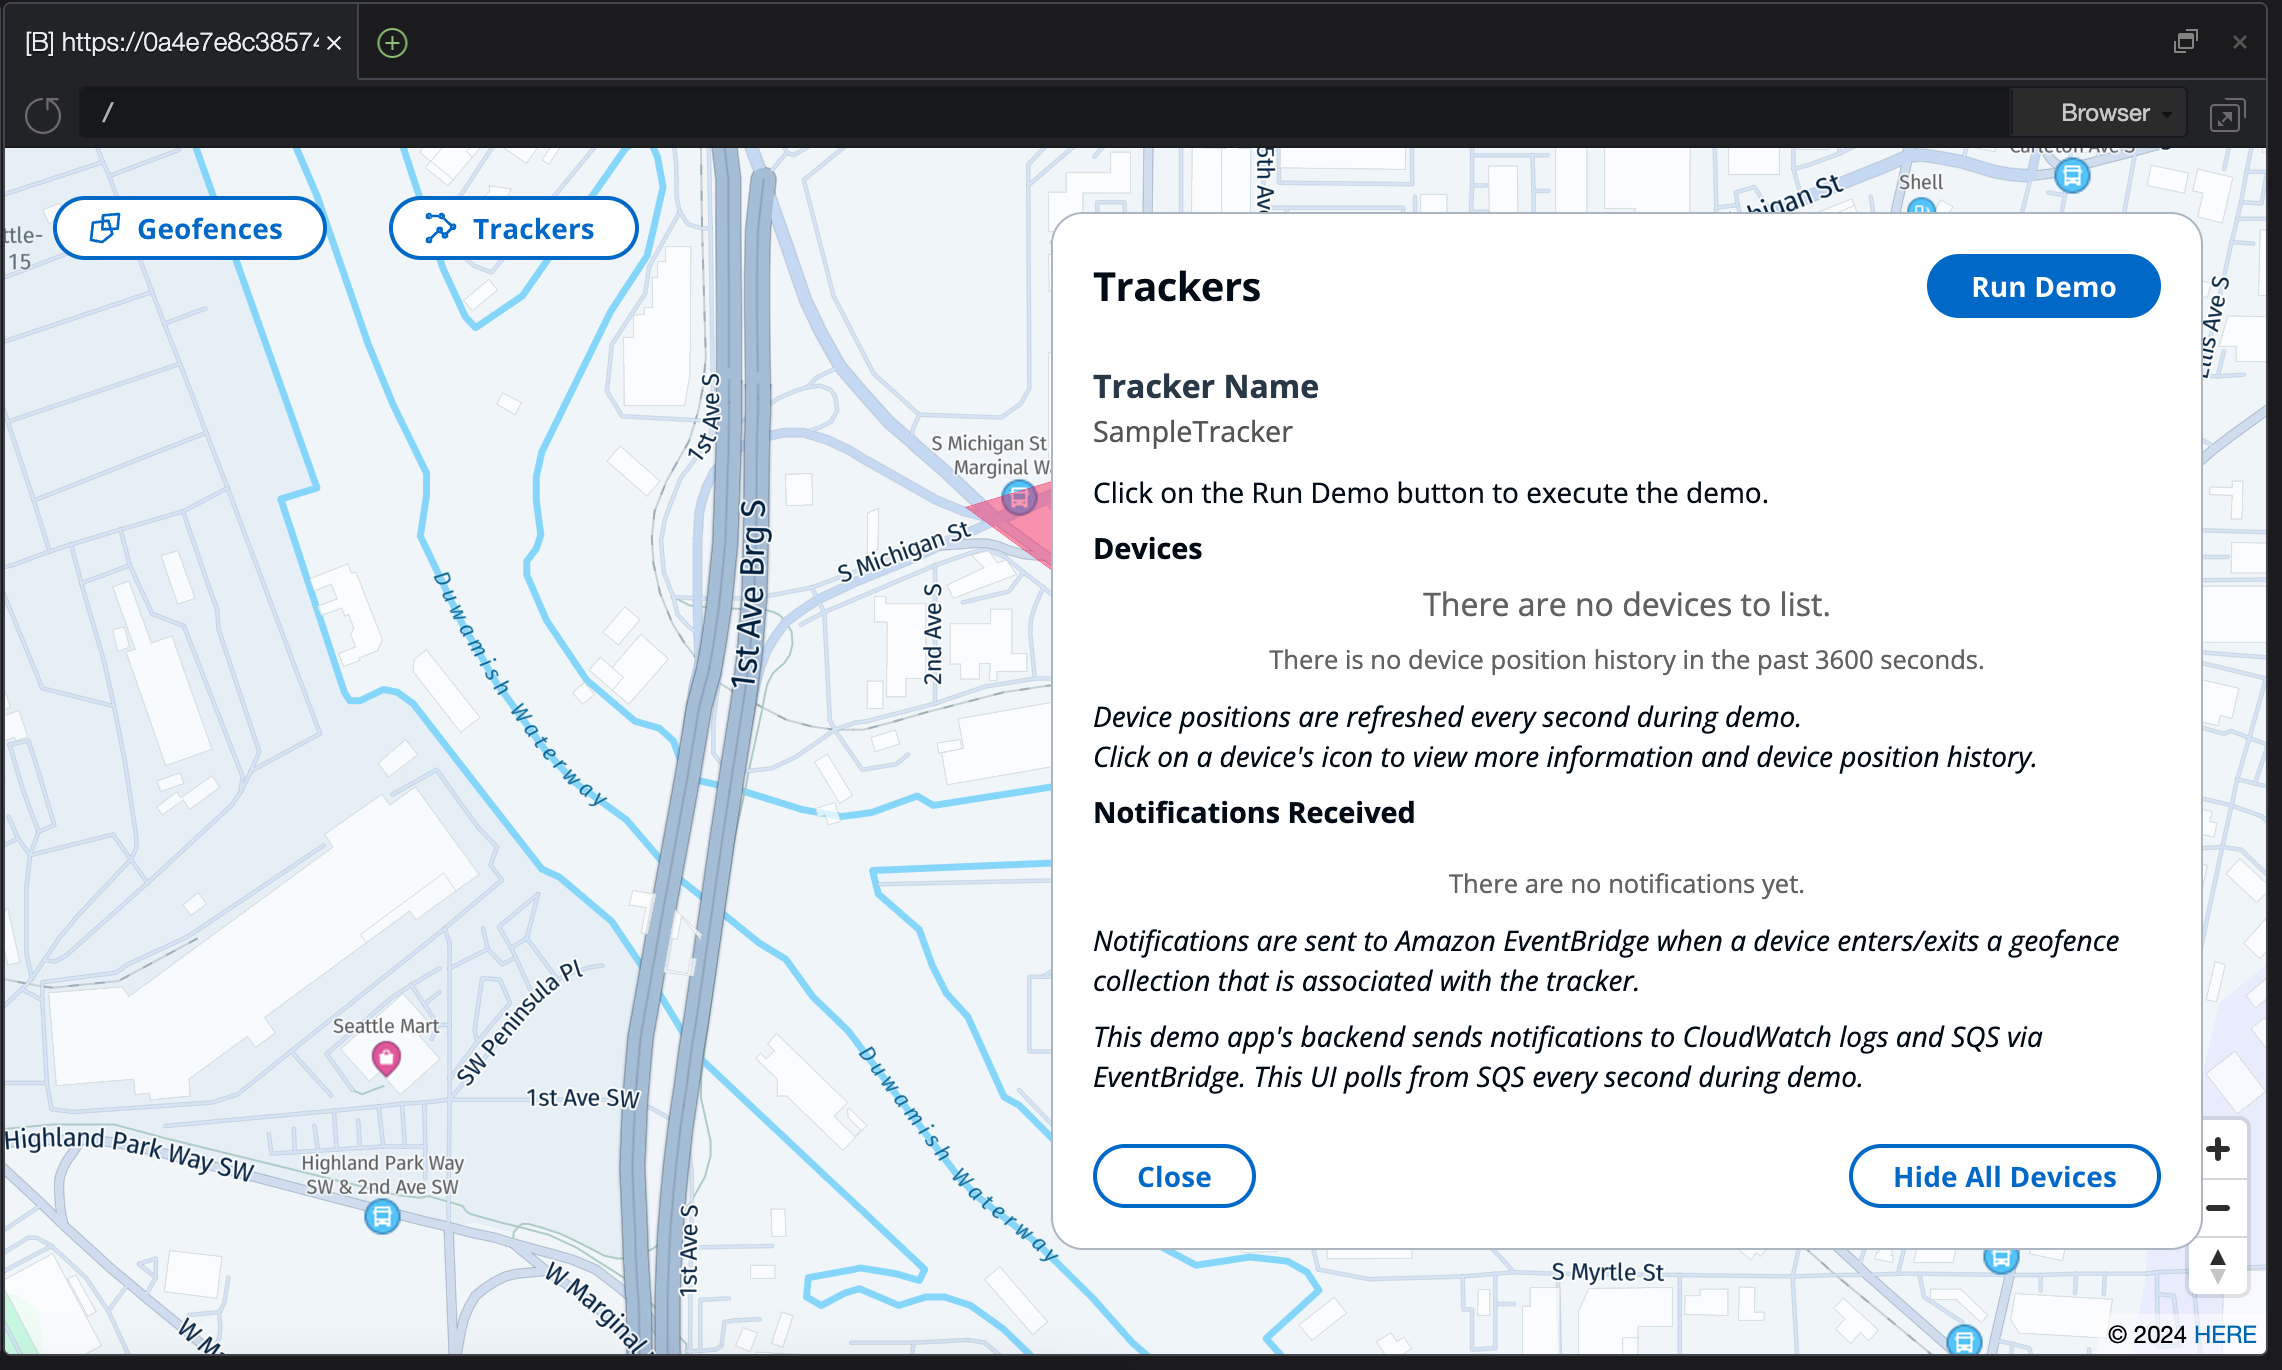 [B] https://0a4e7e8c38574
/
Browser
Geofences
Trackers
ttle-
15
5th Av
higan St
Shell
Ellis Ave S
Trackers
Run Demo
Tracker Name
SampleTracker
Click on the Run Demo button to execute the demo.
Devices
There are no devices to list.
There is no device position history in the past 3600 seconds.
Device positions are refreshed every second during demo.
Click on a device's icon to view more information and device position history.
Notifications Received
There are no notifications yet.
Notifications are sent to Amazon EventBridge when a device enters/exits a geofence
collection that is associated with the tracker.
This demo app's backend sends notifications to CloudWatch logs and SQS via
EventBridge. This UI polls from SQS every second during demo.
Close
Hide All Devices
1st Ave S
S Michigan St
Marginal Wa
1st Ave Brg S
S Michigan St
2nd Ave S
Duwamish Waterway
Seattle Mart
SW Peninsula Pl
1st Ave SW
Duwamish Waterway
Highland Park Way SW
Highland Park Way
SW & 2nd Ave SW
1st Ave S
W Marginal
W Ma
S Myrtle St
© 2024 HERE